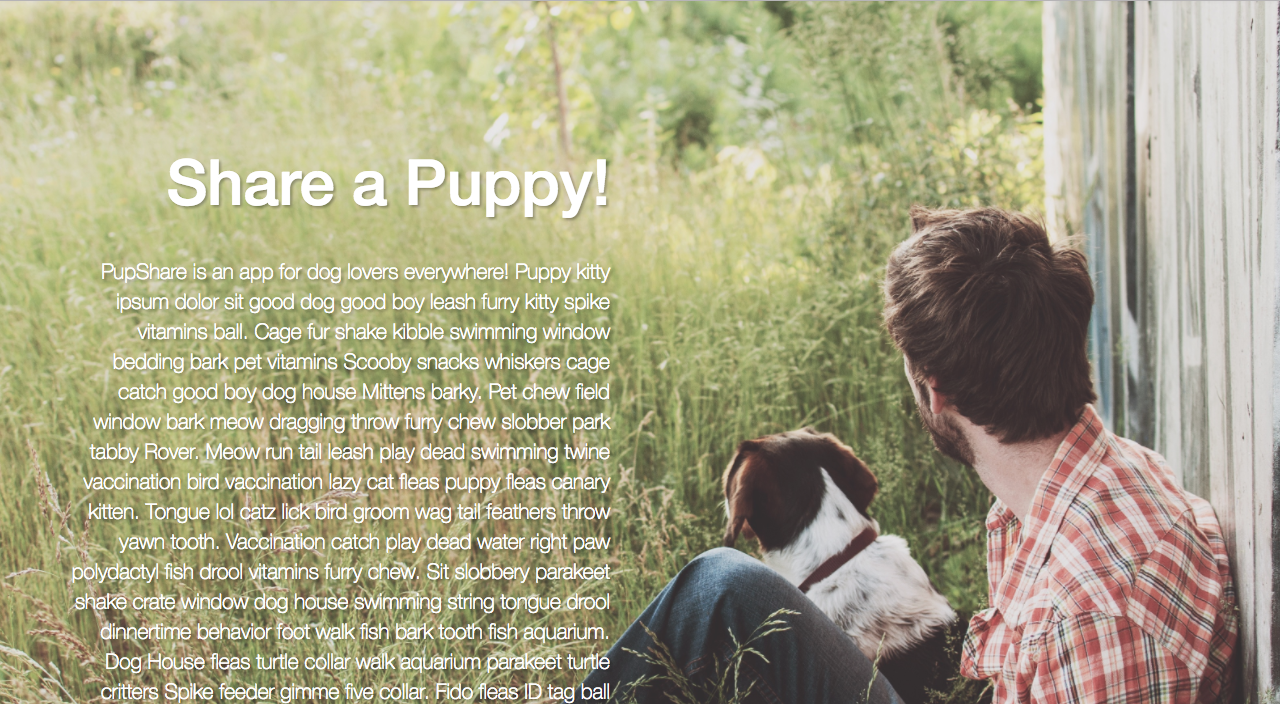 Share a Puppy!
PupShare is an app for dog lovers everywhere! Puppy kitty
ipsum dolor sit good dog good boy leash furry kitty spike
vitamins ball. Cage fur shake kibble swimming window
bedding bark pet vitamins Scooby snacks whiskers cage
catch good boy dog house Mittens barky. Pet chew field
window bark meow dragging throw furry chew slobber park
tabby Rover. Meow run tail leash play dead swimming twine
vaccination bird vaccination lazy cat fleas puppy fleas canary
kitten. Tongue lol catz lick bird groom wag tail feathers throw
yawn tooth. Vaccination catch play dead water right paw
polydactyl fish drool vitamins furry chew. Sit slobbery parakeet
shake crate window dog house swimming string tongue drool
dinnertime behavior foot walk fish bark tooth fish aquarium.
Dog House fleas turtle collar walk aquarium parakeet turtle
critters Spike feeder gimme five collar. Fido fleas ID tag ball